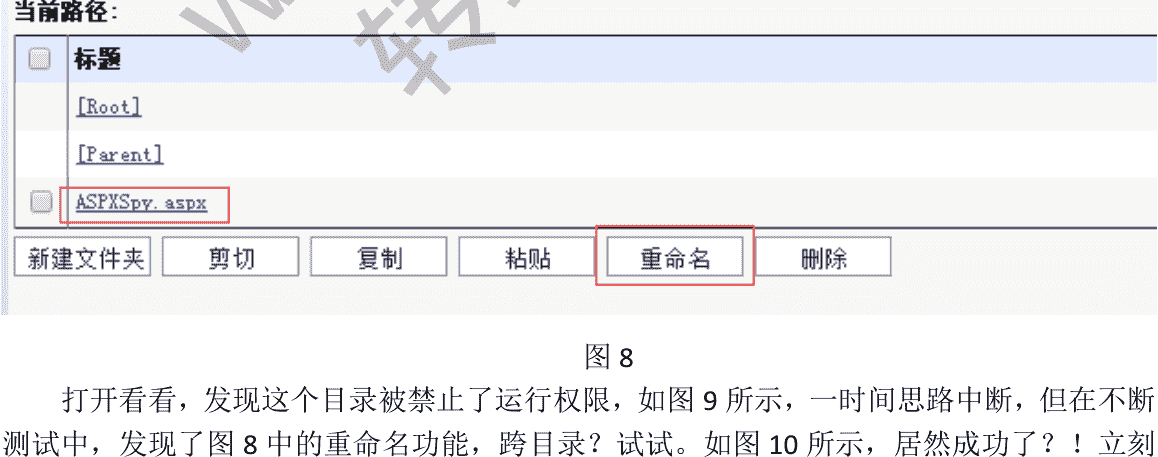 当前路径:
标题
[Root]
[Parent]
ASPXSpy.aspx
新建文件夹 剪切 复制 粘贴 重命名 删除
图 8
打开看看，发现这个目录被禁止了运行权限，如图 9 所示，一时间思路中断，但在不断
测试中，发现了图 8 中的重命名功能，跨目录？试试。如图 10 所示，居然成功了？！立刻